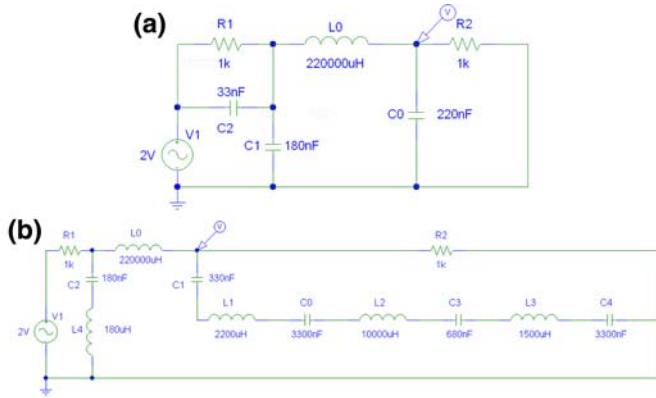 (a)
R1
1k
L0
220000uH
V
R2
1k
33nF
C2
V1
2V
C1
180nF
C0
220nF
(b)
R1
1k
L0
220000uH
V
R2
1k
C2
180nF
C1
330nF
V1
2V
L4
180uH
L1
2200uH
C0
3300nF
L2
10000uH
C3
680nF
L3
1500uH
C4
3300nF